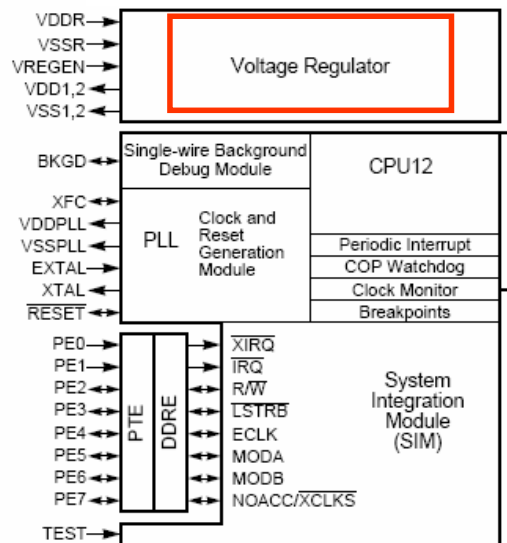 VDDR
VSSR
VREGEN
VDD1,2
VSS1,2
Voltage Regulator
BKGD
Single-wire Background
Debug Module
CPU12
XFC
VDDPLL
VSSPLL
EXTAL
XTAL
RESET
PLL
Clock and
Reset
Generation
Module
Periodic Interrupt
COP Watchdog
Clock Monitor
Breakpoints
PE0
PE1
PE2
PE3
PE4
PE5
PE6
PE7
PTE
DDRE
XIRQ
IRQ
R/W
LSTRB
ECLK
MODA
MODB
NOACC/XCLKS
System
Integration
Module
(SIM)
TEST